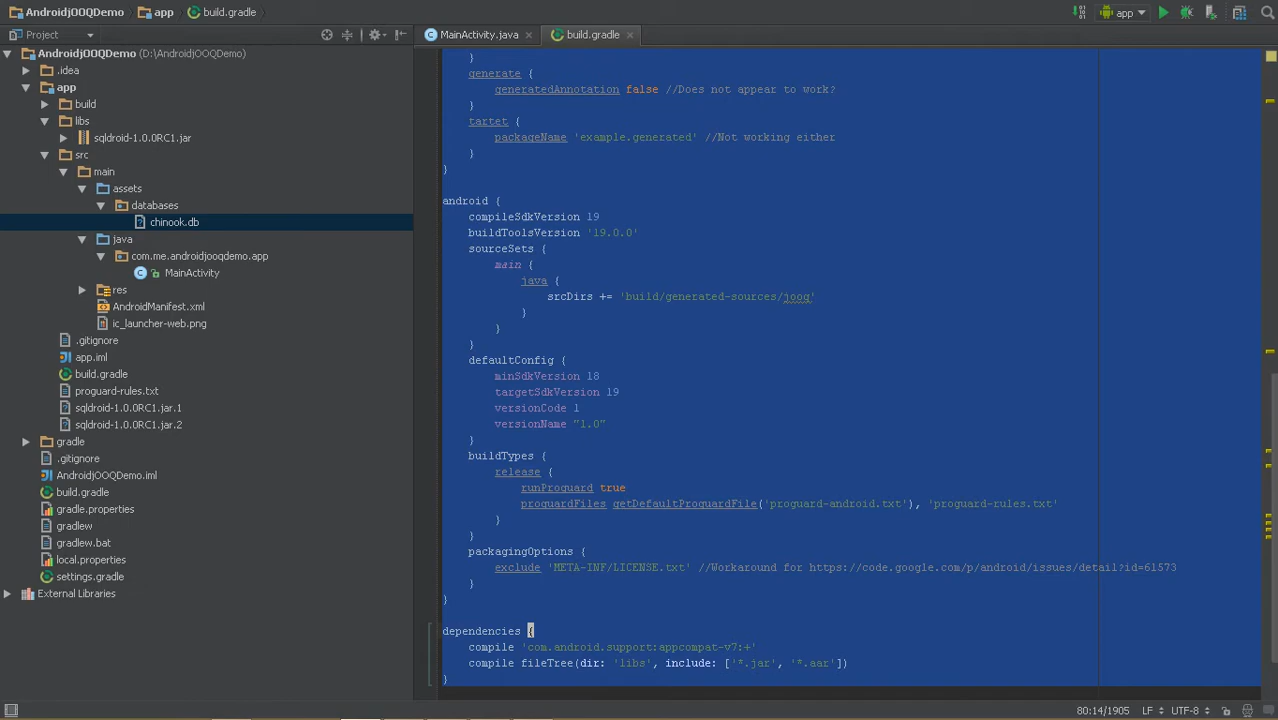 AndroidjOOQDemo app build.gradle app
Project MainActivity.java build.gradle
AndroidjOOQDemo (D:\AndroidjOOQDemo)
.idea
app
build
libs
sqldroid-1.0.0RC1.jar
src
main
assets
databases
chinook.db
java
com.me.androidjooqdemo.app
MainActivity
res
AndroidManifest.xml
ic_launcher-web.png
.gitignore
app.iml
build.gradle
proguard-rules.txt
sqldroid-1.0.0RC1.jar.1
sqldroid-1.0.0RC1.jar.2
gradle
.gitignore
AndroidjOOQDemo.iml
build.gradle
gradle.properties
gradlew
gradlew.bat
local.properties
settings.gradle
External Libraries
}
generate {
generatedAnnotation false //Does not appear to work?
}
tartet {
packageName 'example.generated' //Not working either
}
}
android {
compileSdkVersion 19
buildToolsVersion '19.0.0'
sourceSets {
main {
java {
srcDirs += 'build/generated-sources/jooq'
}
}
}
defaultConfig {
minSdkVersion 18
targetSdkVersion 19
versionCode 1
versionName "1.0"
}
buildTypes {
release {
runProguard true
proguardFiles getDefaultProguardFile('proguard-android.txt'), 'proguard-rules.txt'
}
}
packagingOptions {
exclude 'META-INF/LICENSE.txt' //Workaround for https://code.google.com/p/android/issues/detail?id=61573
}
}
dependencies {
compile 'com.android.support:appcompat-v7:+'
compile fileTree(dir: 'libs', include: ['*.jar', '*.aar'])
}
80:14/1905 LF UTF-8